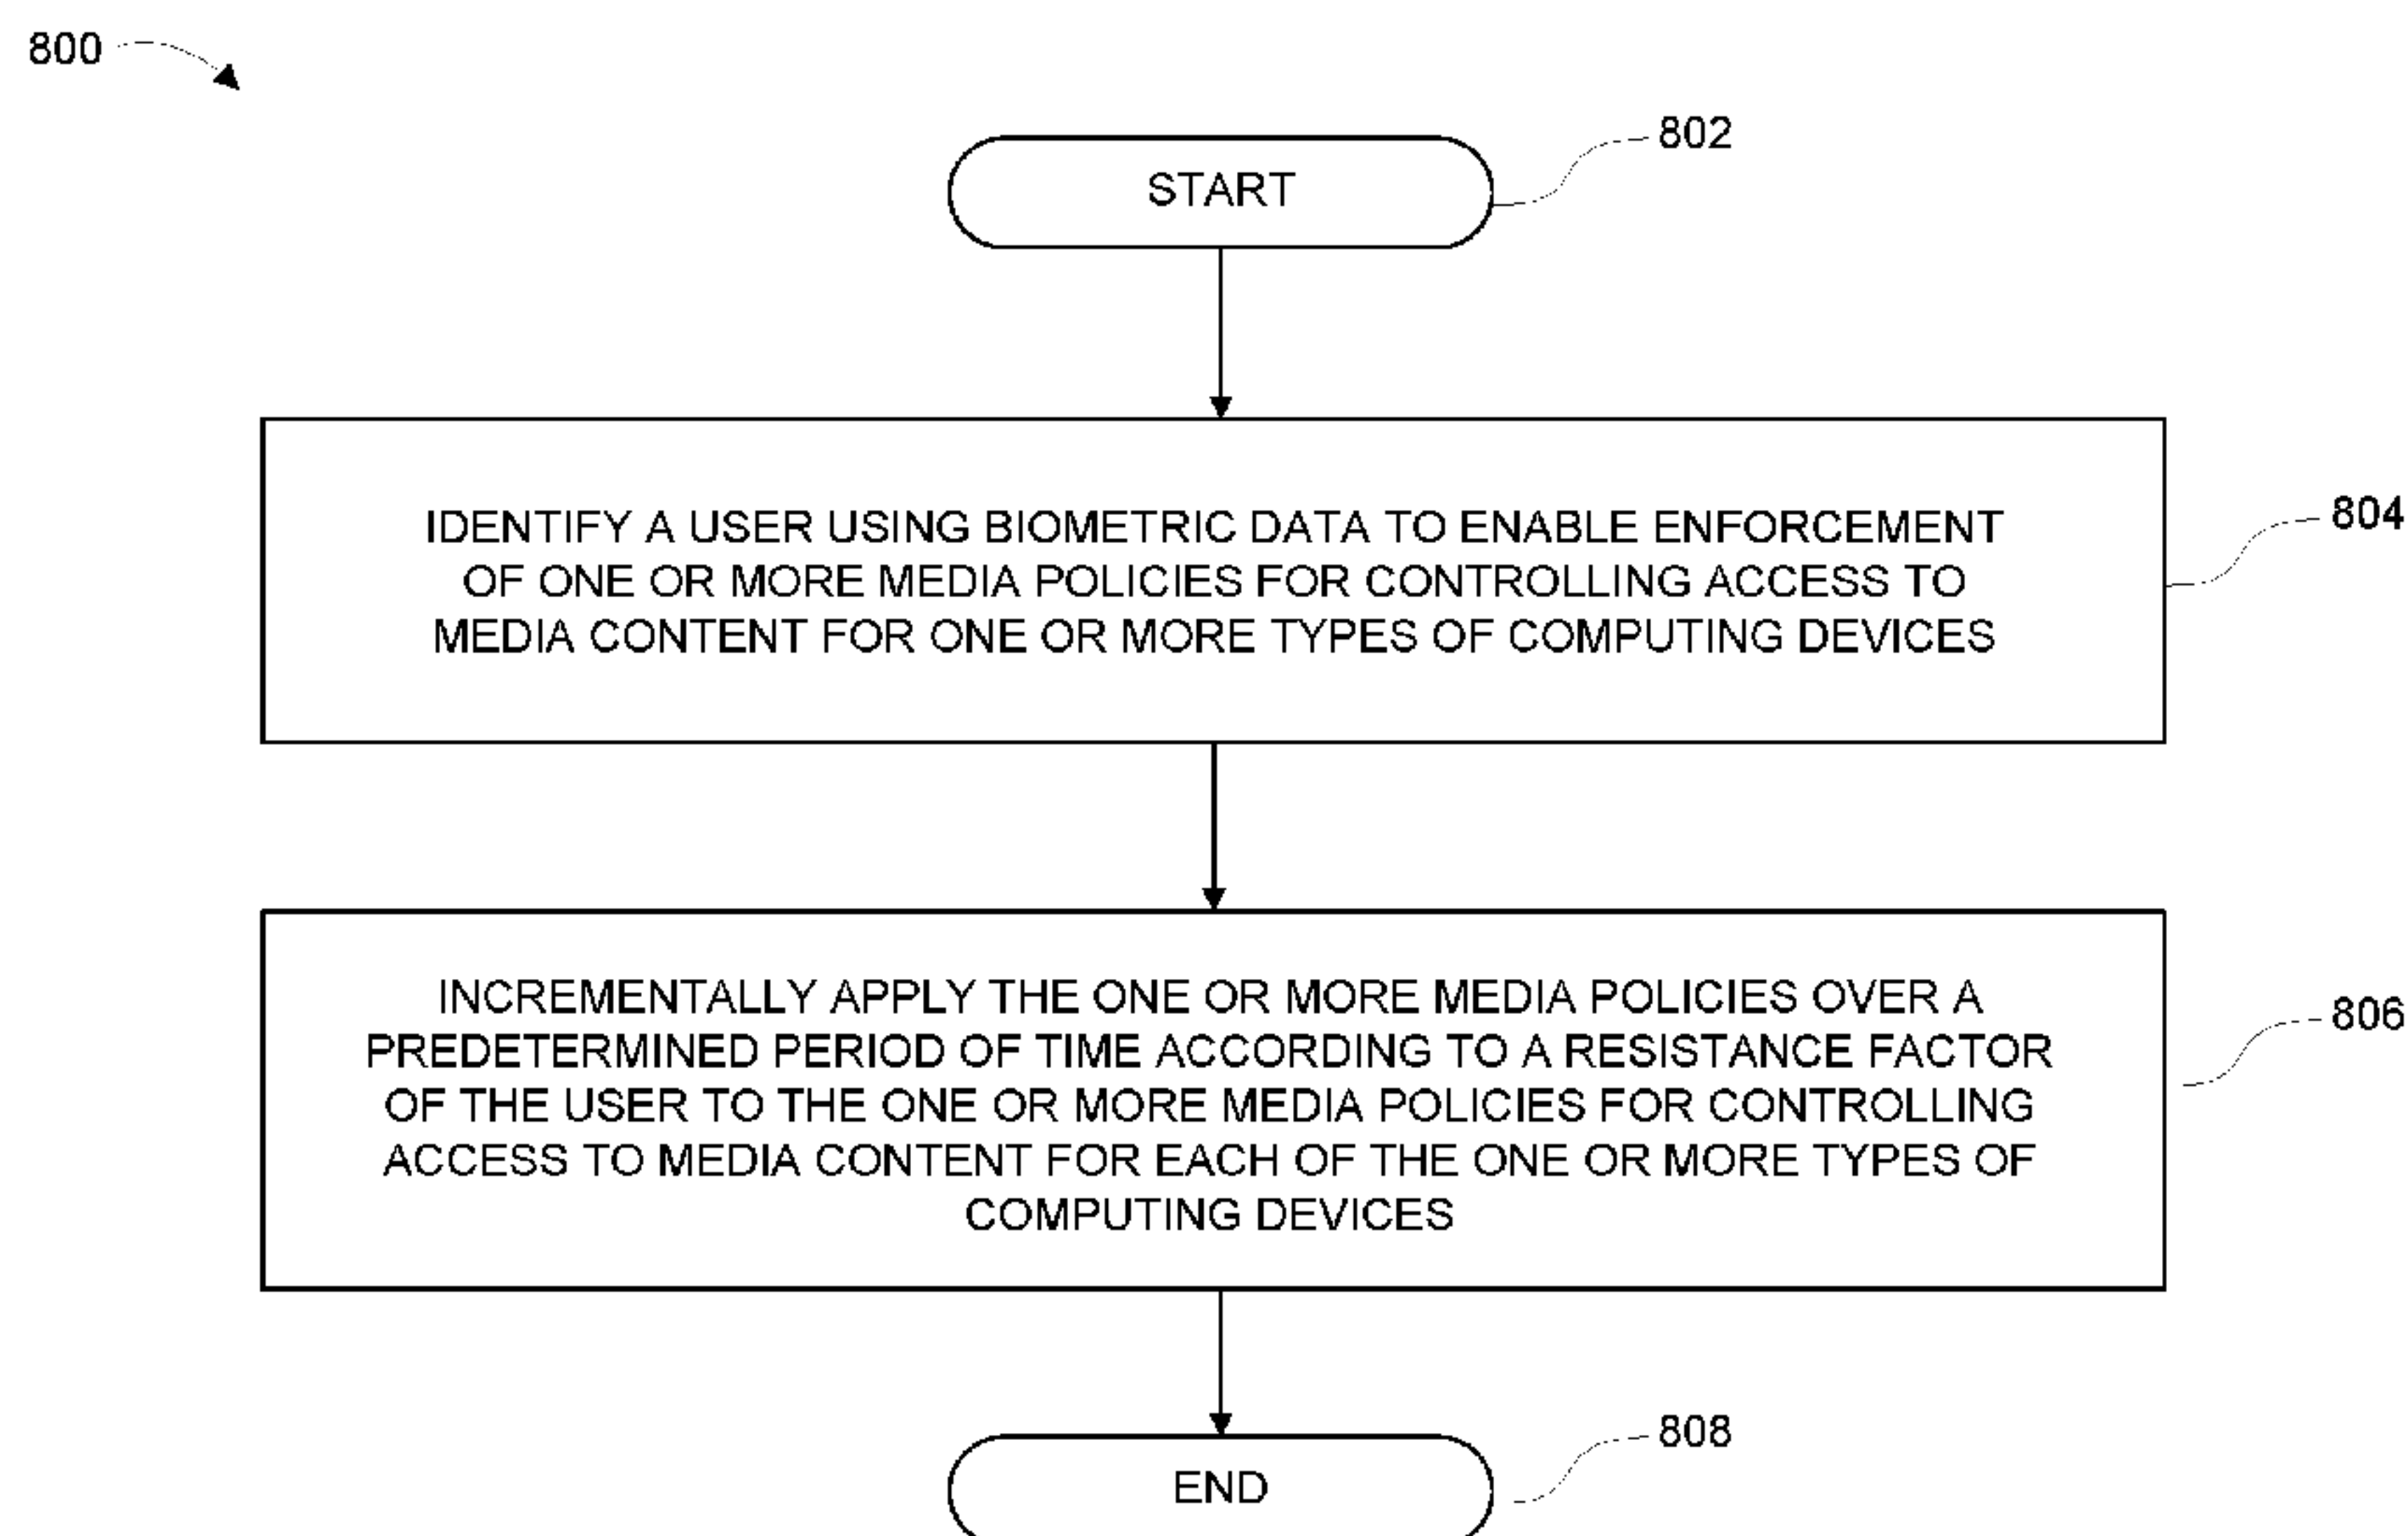 800
START
802
IDENTIFY A USER USING BIOMETRIC DATA TO ENABLE ENFORCEMENT
OF ONE OR MORE MEDIA POLICIES FOR CONTROLLING ACCESS TO
MEDIA CONTENT FOR ONE OR MORE TYPES OF COMPUTING DEVICES
804
INCREMENTALLY APPLY THE ONE OR MORE MEDIA POLICIES OVER A
PREDETERMINED PERIOD OF TIME ACCORDING TO A RESISTANCE FACTOR
OF THE USER TO THE ONE OR MORE MEDIA POLICIES FOR CONTROLLING
ACCESS TO MEDIA CONTENT FOR EACH OF THE ONE OR MORE TYPES OF
COMPUTING DEVICES
806
END
808